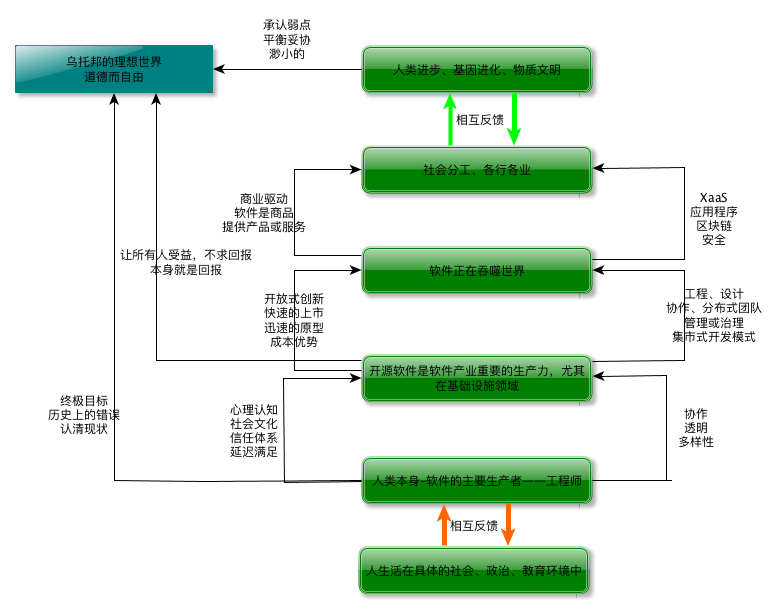 承认弱点
平衡妥协
渺小的
乌托邦的理想世界
道德而自由
人类进步、基因进化、物质文明
相互反馈
社会分工、各行各业
商业驱动
软件是商品
提供产品或服务
XaaS
应用程序
区块链
安全
让所有人受益，不求回报
本身就是回报
软件正在吞噬世界
开放式创新
快速的上市
迅速的原型
成本优势
工程、设计
协作、分布式团队
管理或治理
集市式开发模式
开源软件是软件产业重要的生产力，尤其
在基础设施领域
终极目标
历史上的错误
认清现状
心理认知
社会文化
信任体系
延迟满足
协作
透明
多样性
人类本身-软件的主要生产者——工程师
相互反馈
人生活在具体的社会、政治、教育环境中